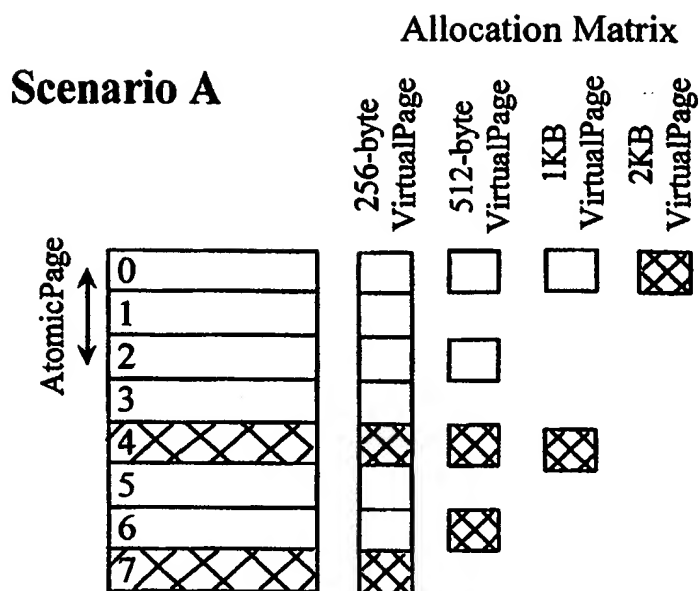 Allocation Matrix
Scenario A
256-byte
VirtualPage
512-byte
VirtualPage
1KB
VirtualPage
2KB
VirtualPage
AtomicPage
0
1
2
3
4
5
6
7